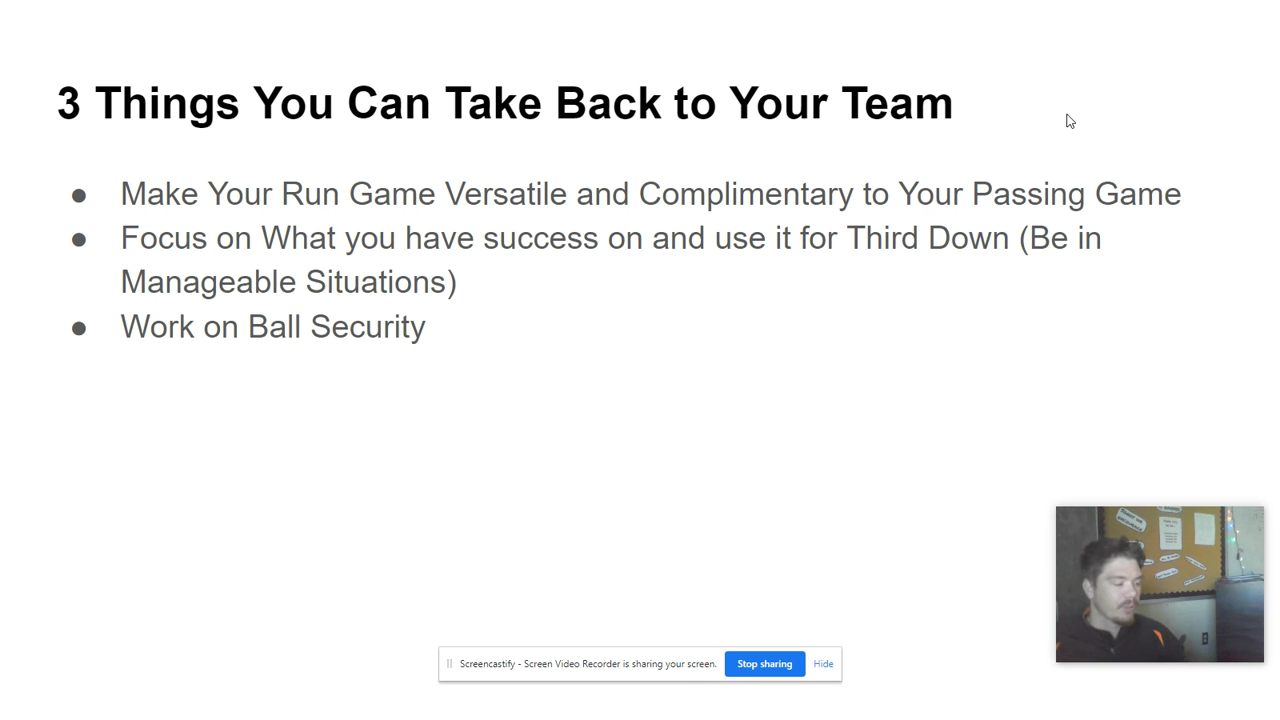 3 Things You Can Take Back to Your Team
● Make Your Run Game Versatile and Complimentary to Your Passing Game
● Focus on What you have success on and use it for Third Down (Be in
Manageable Situations)
● Work on Ball Security
Screencastify - Screen Video Recorder is sharing your screen. Stop sharing Hide